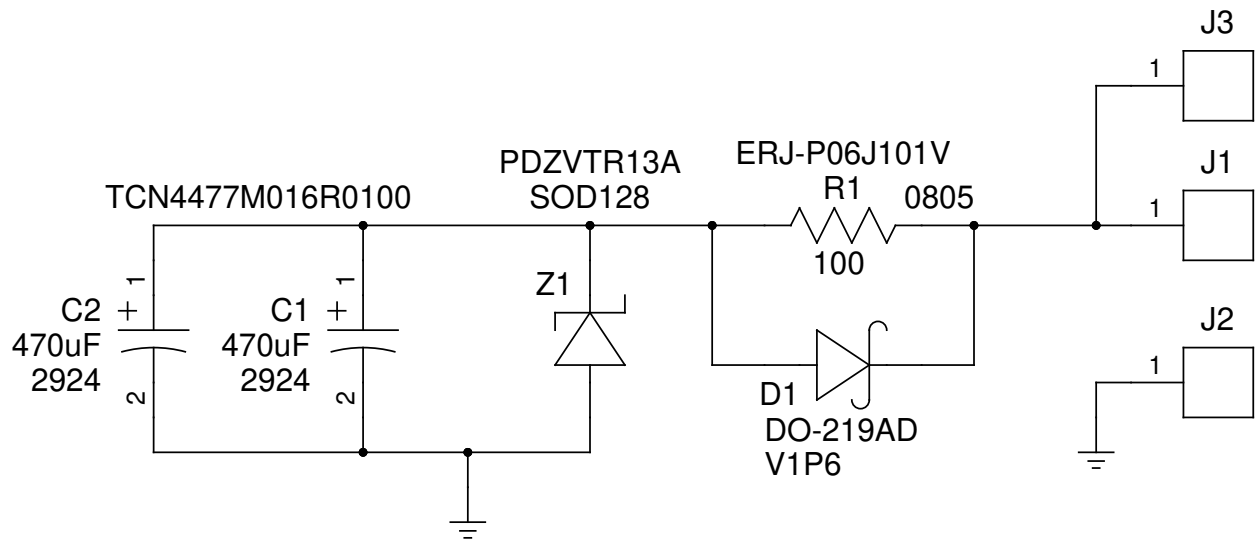 J3
1
PDZVTR13A
SOD128
ERJ-P06J101V
R1
0805
100
J1
1
TCN4477M016R0100
Z1
1
C2 +
470uF
2924
2
1
C1 +
470uF
2924
2
D1
DO-219AD
V1P6
J2
1